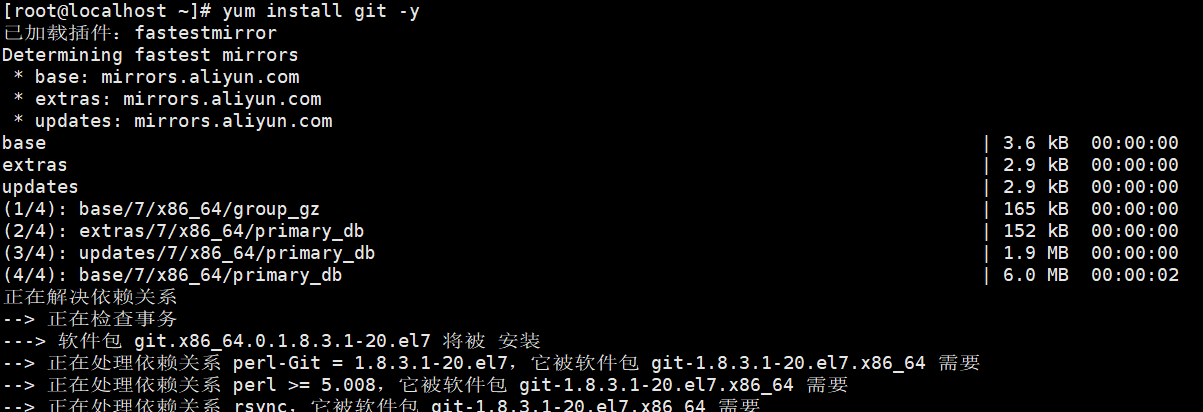 [root@localhost ~]# yum install git -y
已加载插件：fastestmirror
Determining fastest mirrors
 * base: mirrors.aliyun.com
 * extras: mirrors.aliyun.com
 * updates: mirrors.aliyun.com
base | 3.6 kB 00:00:00
extras | 2.9 kB 00:00:00
updates | 2.9 kB 00:00:00
(1/4): base/7/x86_64/group_gz | 165 kB 00:00:00
(2/4): extras/7/x86_64/primary_db | 152 kB 00:00:00
(3/4): updates/7/x86_64/primary_db | 1.9 MB 00:00:00
(4/4): base/7/x86_64/primary_db | 6.0 MB 00:00:02
正在解决依赖关系
--> 正在检查事务
---> 软件包 git.x86_64.0.1.8.3.1-20.el7 将被 安装
--> 正在处理依赖关系 perl-Git = 1.8.3.1-20.el7，它被软件包 git-1.8.3.1-20.el7.x86_64 需要
--> 正在处理依赖关系 perl >= 5.008，它被软件包 git-1.8.3.1-20.el7.x86_64 需要
--> 正在处理依赖关系 rsync，它被软件包 git-1.8.3.1-20.el7.x86_64 需要